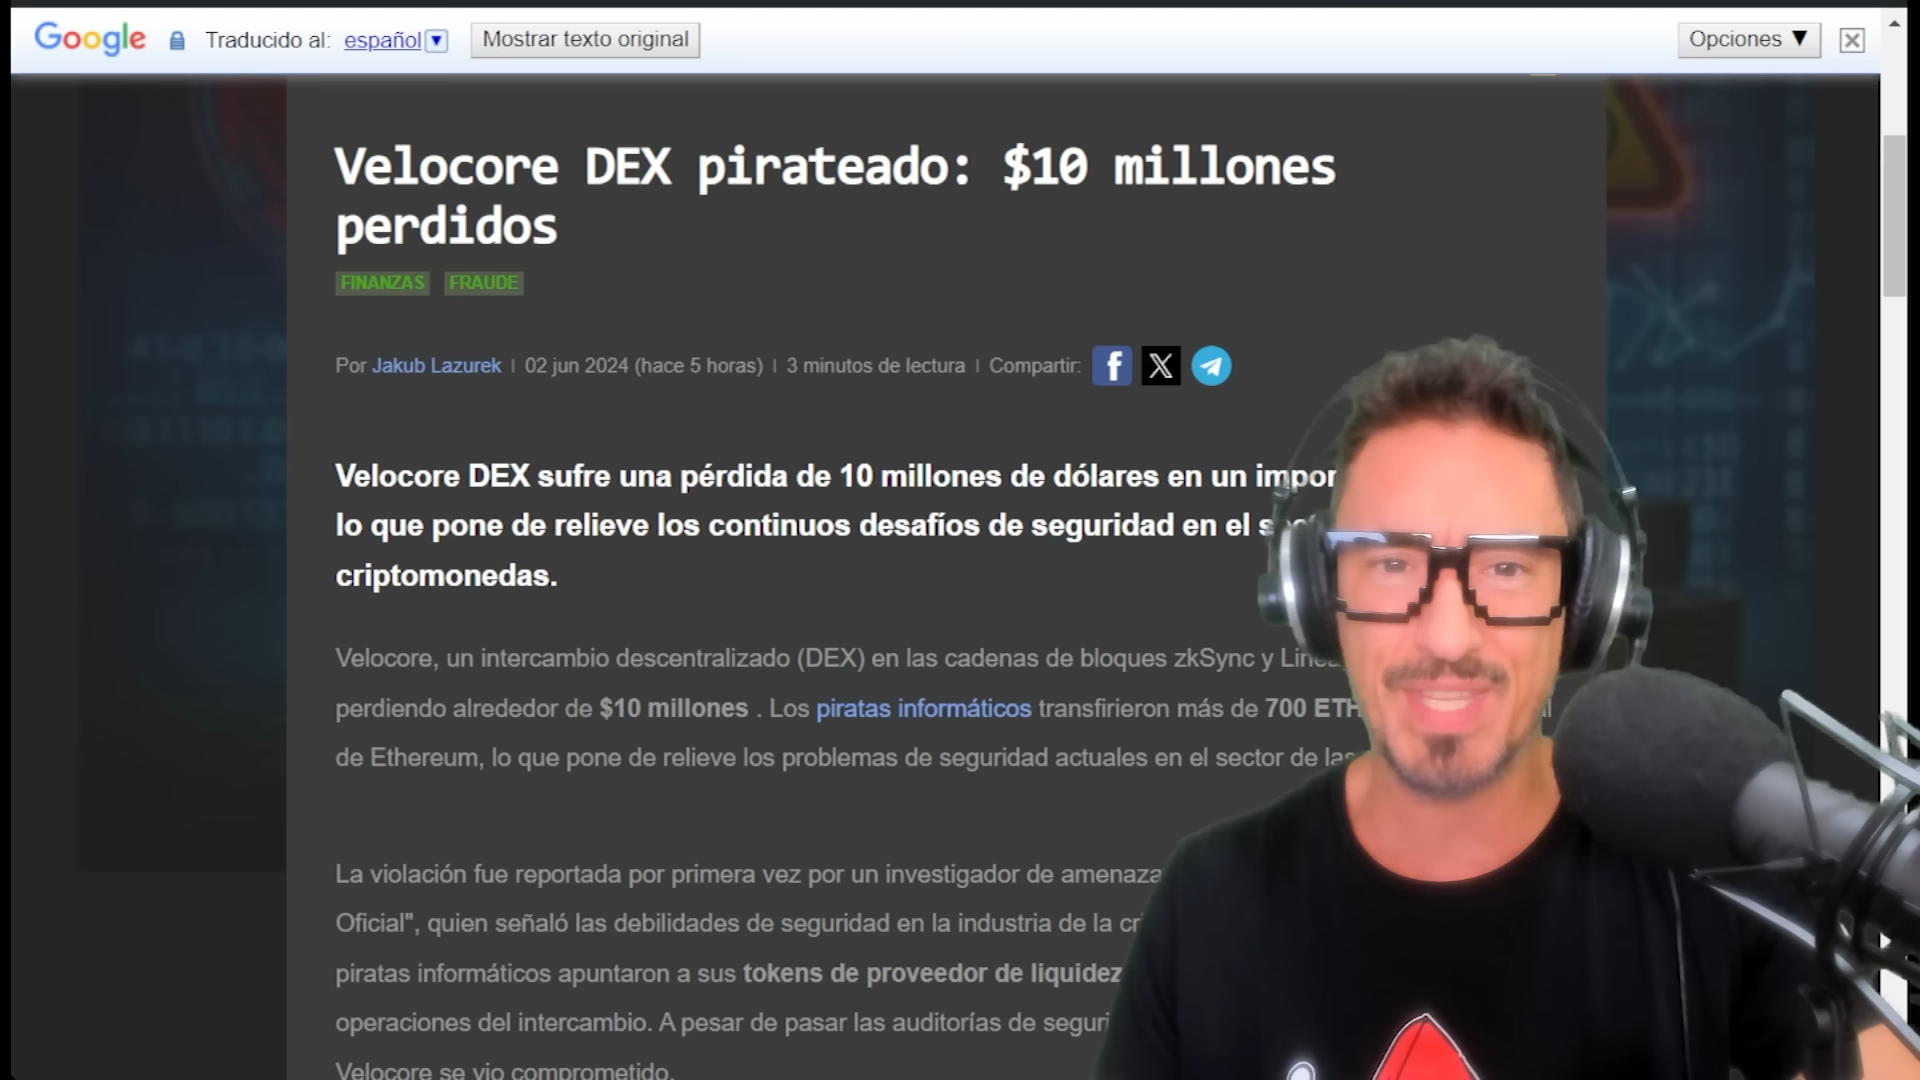 Google Traducido al: español Mostrar texto original Opciones ▼
Velocore DEX pirateado: $10 millones
perdidos
FINANZAS FRAUDE
Por Jakub Lazurek | 02 jun 2024 (hace 5 horas) | 3 minutos de lectura | Compartir:
Velocore DEX sufre una pérdida de 10 millones de dólares en un
lo que pone de relieve los continuos desafíos de seguridad en el
criptomonedas.
Velocore, un intercambio descentralizado (DEX) en las cadenas de bloques zkSync y
perdiendo alrededor de $10 millones . Los piratas informáticos transfirieron más de 700 ETH
de Ethereum, lo que pone de relieve los problemas de seguridad actuales en el sector de las
La violación fue reportada por primera vez por un investigador de
Oficial", quien señaló las debilidades de seguridad en la industria de la
piratas informáticos apuntaron a sus tokens de proveedor de liquidez
operaciones del intercambio. A pesar de pasar las auditorías de
Velocore se vio comprometido.